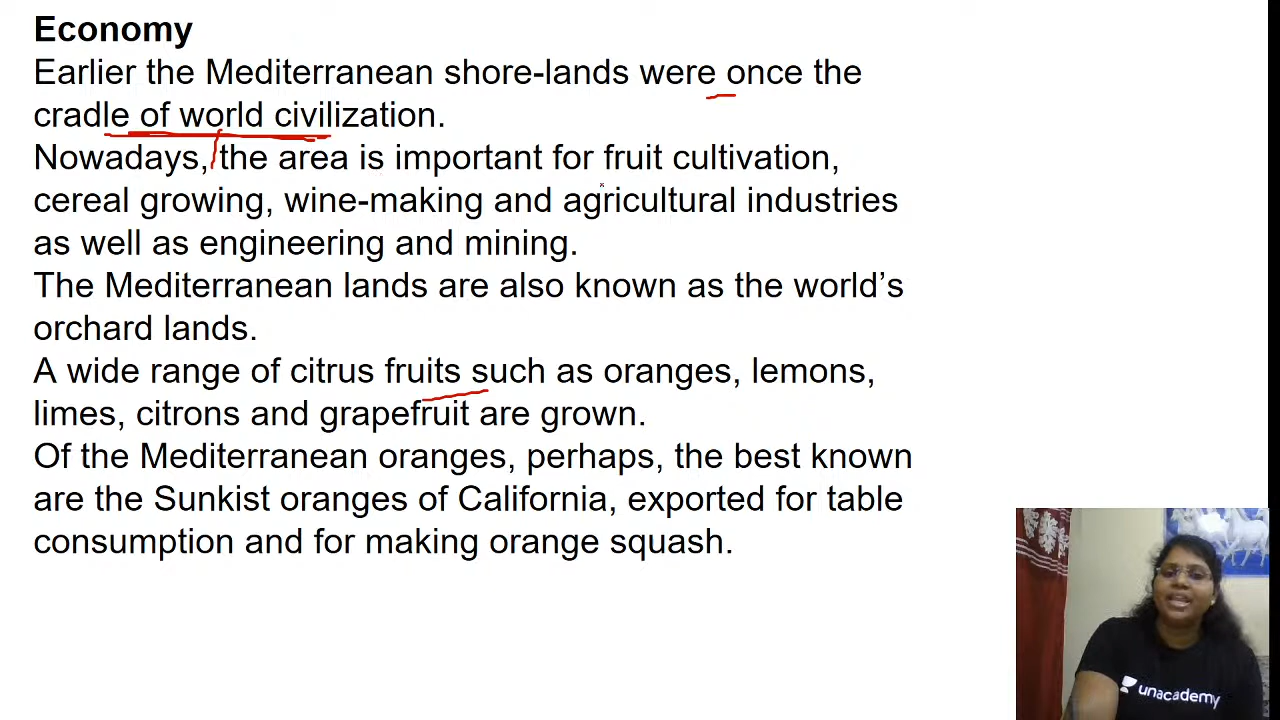 Economy
Earlier the Mediterranean shore-lands were once the
cradle of world civilization.
Nowadays, the area is important for fruit cultivation,
cereal growing, wine-making and agricultural industries
as well as engineering and mining.
The Mediterranean lands are also known as the world’s
orchard lands.
A wide range of citrus fruits such as oranges, lemons,
limes, citrons and grapefruit are grown.
Of the Mediterranean oranges, perhaps, the best known
are the Sunkist oranges of California, exported for table
consumption and for making orange squash.
unacademy